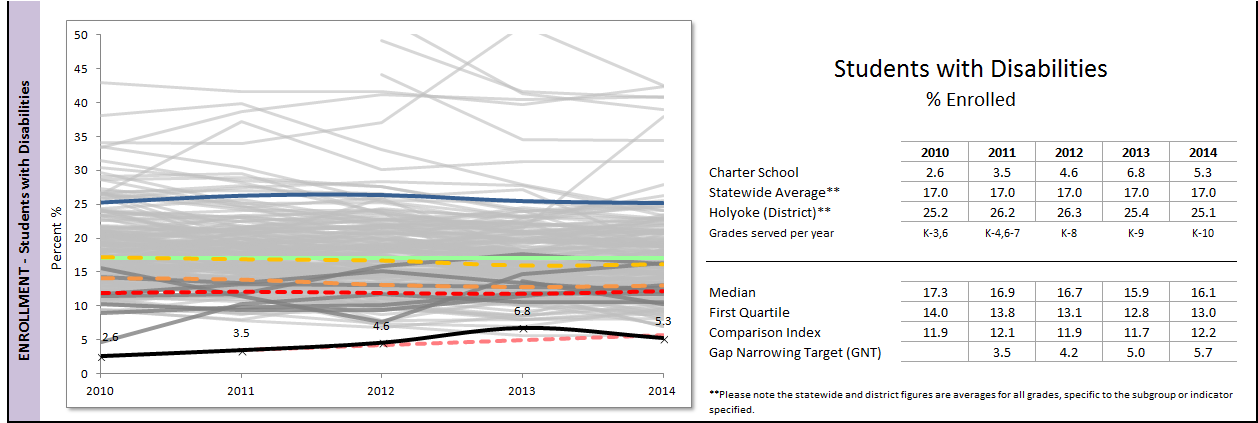 ENROLLMENT - Students with Disabilities
Percent %
50
45
40
35
30
25
20
15
10
5
0
2010 2011 2012 2013 2014
2.6 3.5 4.6 6.8 5.3
Students with Disabilities
% Enrolled
2010 2011 2012 2013 2014
Charter School 2.6 3.5 4.6 6.8 5.3
Statewide Average** 17.0 17.0 17.0 17.0 17.0
Holyoke (District)** 25.2 26.2 26.3 25.4 25.1
Grades served per year K-3,6 K-4,6-7 K-8 K-9 K-10
Median 17.3 16.9 16.7 15.9 16.1
First Quartile 14.0 13.8 13.1 12.8 13.0
Comparison Index 11.9 12.1 11.9 11.7 12.2
Gap Narrowing Target (GNT) 3.5 4.2 5.0 5.7
**Please note the statewide and district figures are averages for all grades, specific to the subgroup or indicator
specified.